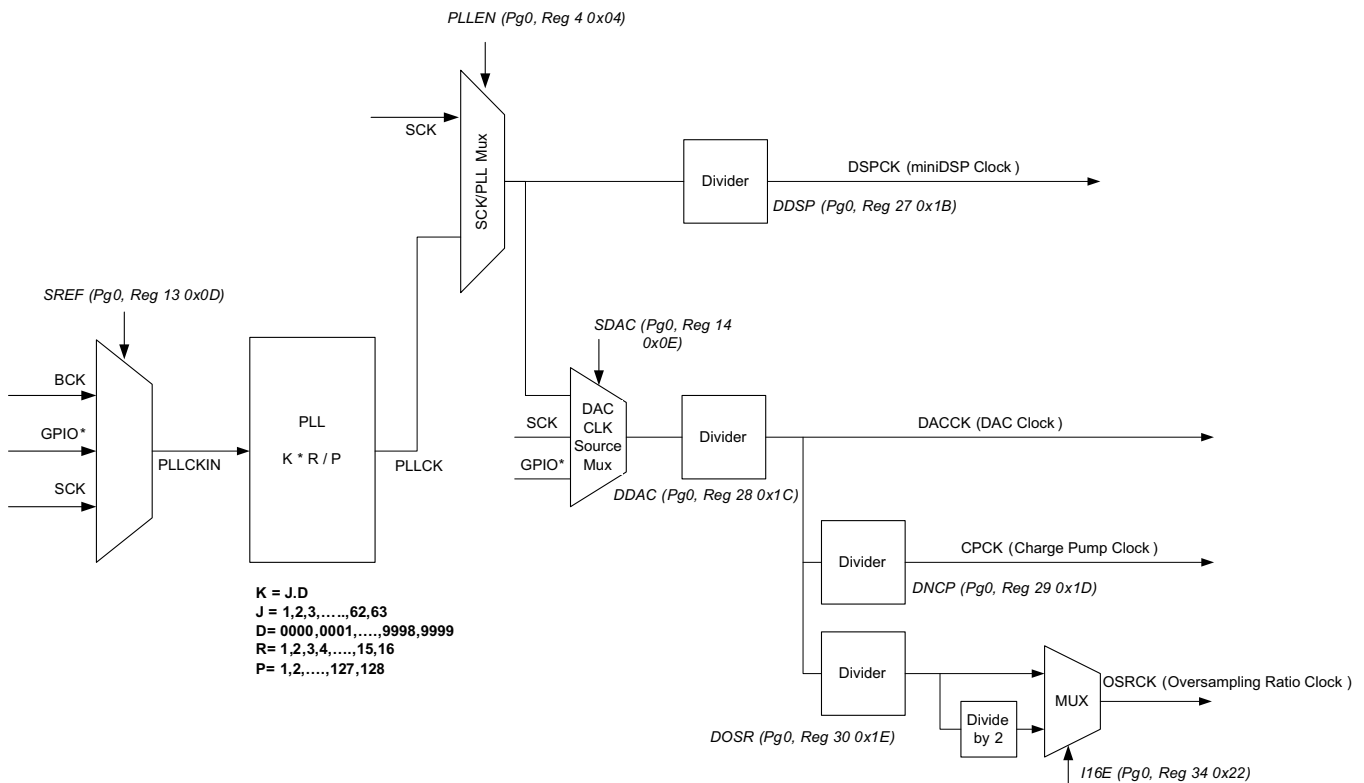 PLLEN (Pg0, Reg 4 0x04)
SCK
SCK/PLL Mux
Divider
DSPCK (miniDSP Clock )
DDSP (Pg0, Reg 27 0x1B)
SREF (Pg0, Reg 13 0x0D)
BCK
GPIO*
SCK
PLLCKIN
PLL
K * R / P
PLLCK
K = J.D
J = 1,2,3,…..,62,63
D= 0000,0001,….,9998,9999
R= 1,2,3,4,….,15,16
P= 1,2,….,127,128
SDAC (Pg0, Reg 14
0x0E)
SCK
GPIO*
DAC
CLK
Source
Mux
Divider
DACCK (DAC Clock )
DDAC (Pg0, Reg 28 0x1C)
Divider
CPCK (Charge Pump Clock )
DNCP (Pg0, Reg 29 0x1D)
Divider
DOSR (Pg0, Reg 30 0x1E)
Divide
by 2
MUX
OSRCK (Oversampling Ratio Clock )
I16E (Pg0, Reg 34 0x22)